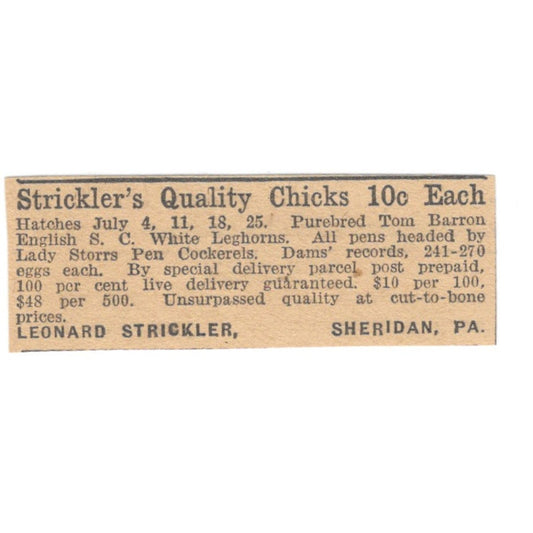 Strickler's Quality Chicks 10c Each
Hatches July 4, 11, 18, 25. Purebred Tom Barron
English S. C. White Leghorns. All pens headed by
Lady Storrs Pen Cockerels. Dams' records, 241-270
eggs each. By special delivery parcel post prepaid,
100 per cent live delivery guaranteed. $10 per 100,
$48 per 500. Unsurpassed quality at cut-to-bone
prices.
LEONARD STRICKLER, SHERIDAN, PA.